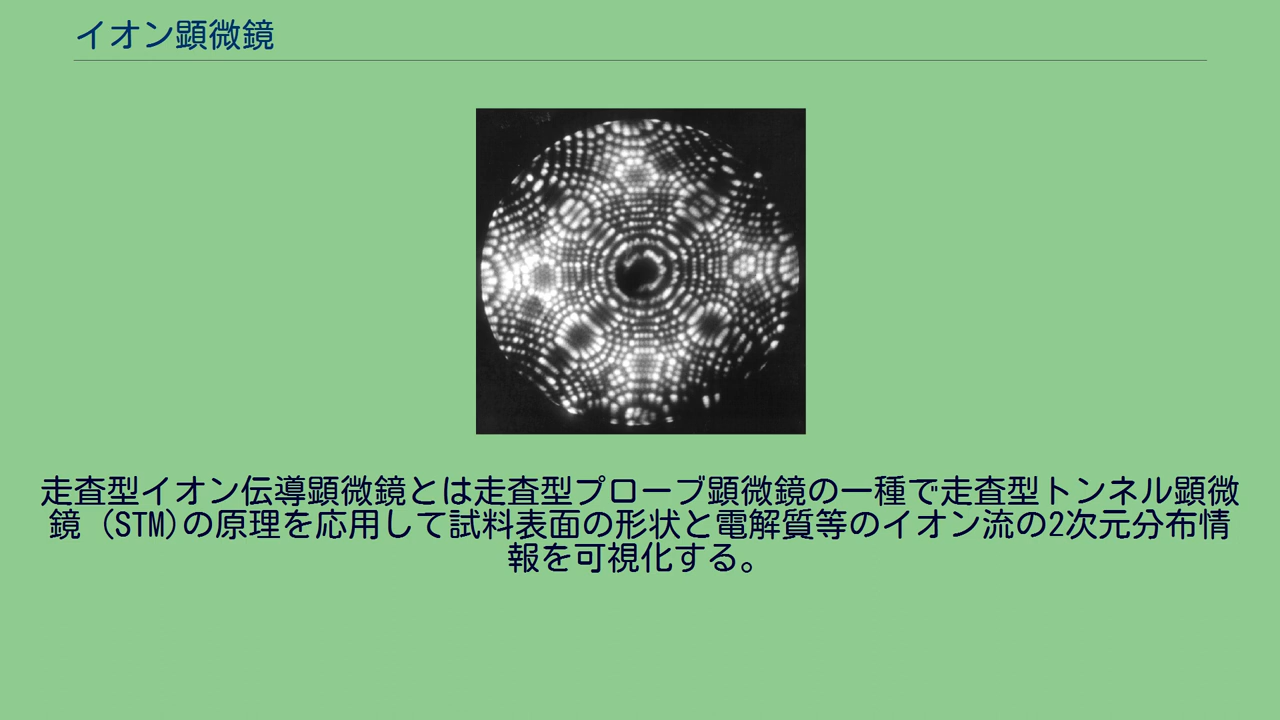 イオン顕微鏡
走査型イオン伝導顕微鏡とは走査型プローブ顕微鏡の一種で走査型トンネル顕微
鏡 (STM)の原理を応用して試料表面の形状と電解質等のイオン流の2次元分布情
報を可視化する。